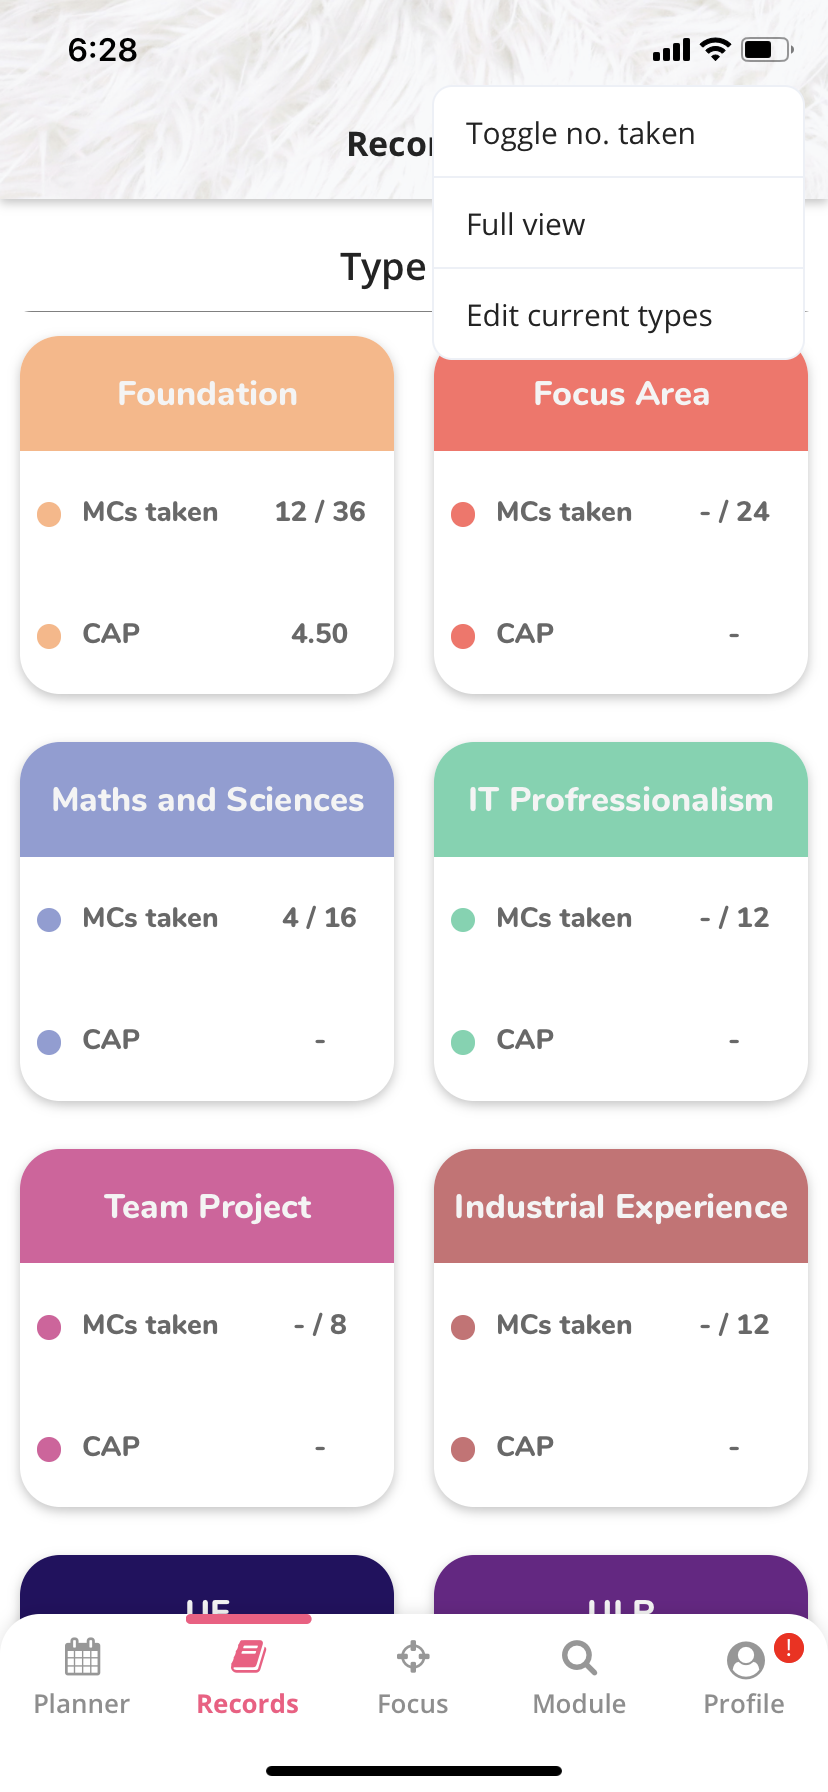 6:28
Recor
Toggle no. taken
Full view
Edit current types
Type
Foundation
MCs taken 12 / 36
CAP 4.50
Focus Area
MCs taken - / 24
CAP -
Maths and Sciences
MCs taken 4 / 16
CAP -
IT Profressionalism
MCs taken - / 12
CAP -
Team Project
MCs taken - / 8
CAP -
Industrial Experience
MCs taken - / 12
CAP -
UE
ULR
Planner
Records
Focus
Module
Profile
!